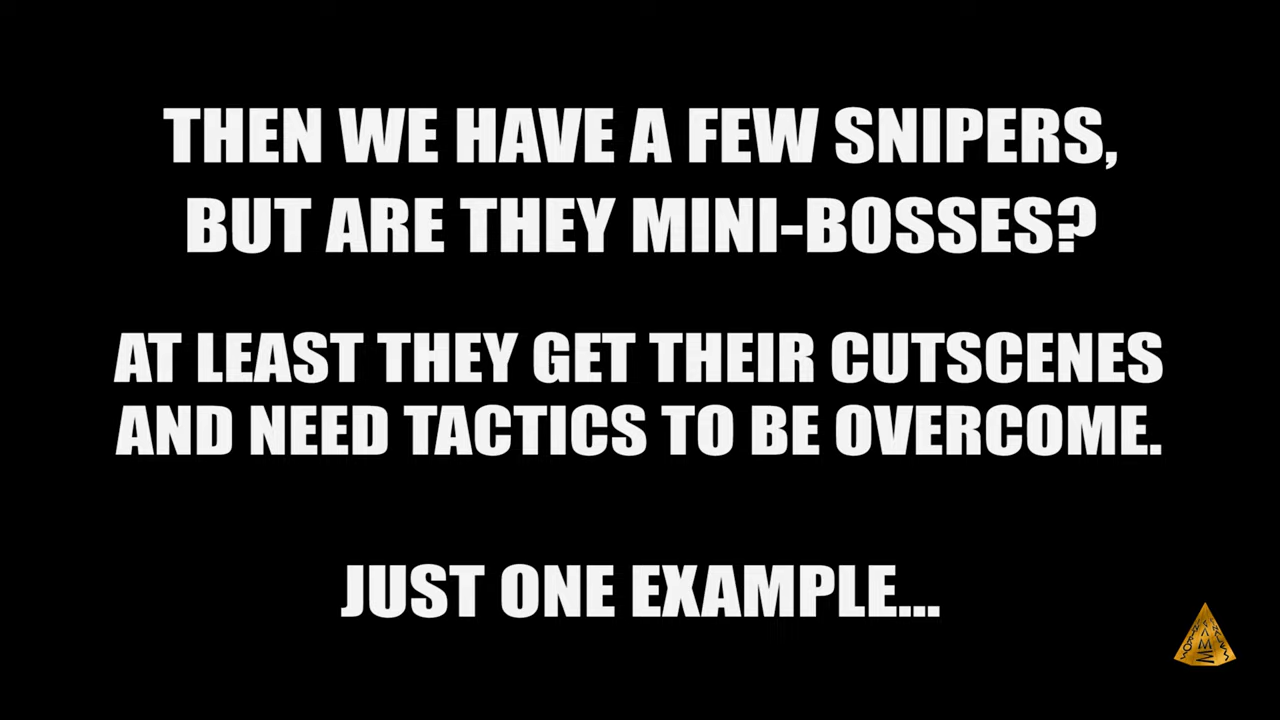 THEN WE HAVE A FEW SNIPERS,
BUT ARE THEY MINI-BOSSES?
AT LEAST THEY GET THEIR CUTSCENES
AND NEED TACTICS TO BE OVERCOME.
JUST ONE EXAMPLE...